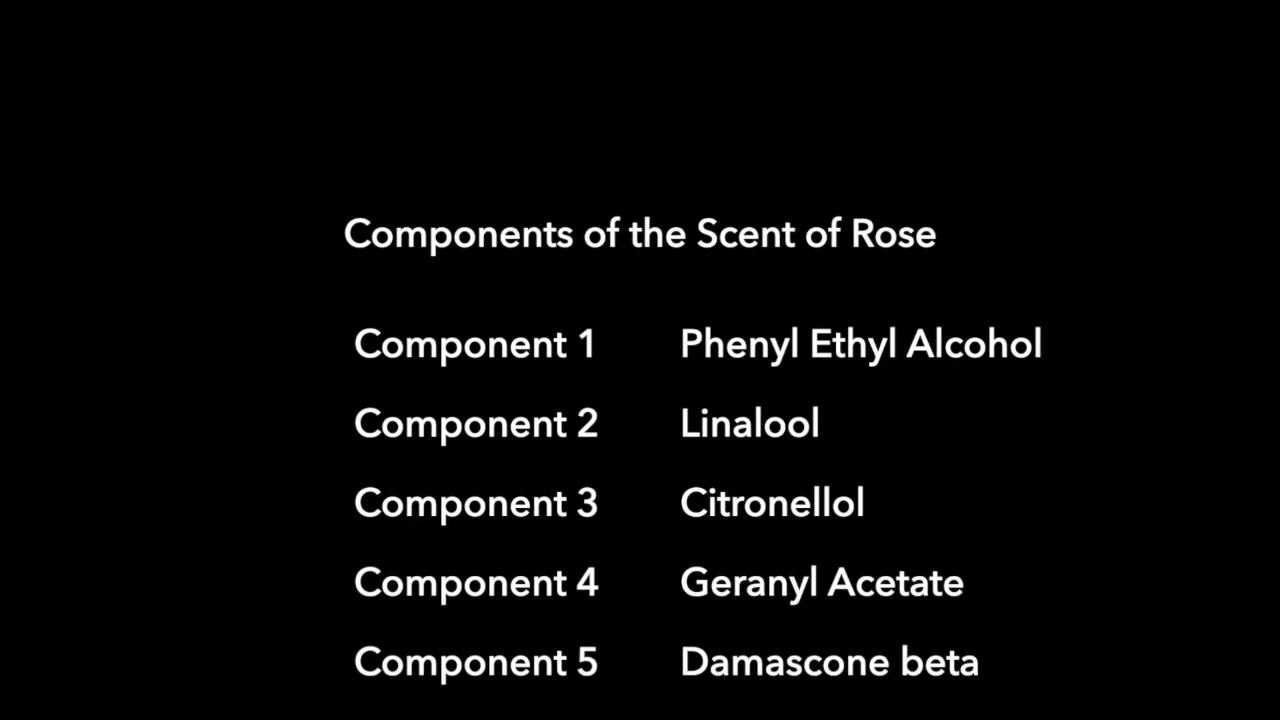 Components of the Scent of Rose
Component 1 Phenyl Ethyl Alcohol
Component 2 Linalool
Component 3 Citronellol
Component 4 Geranyl Acetate
Component 5 Damascone beta